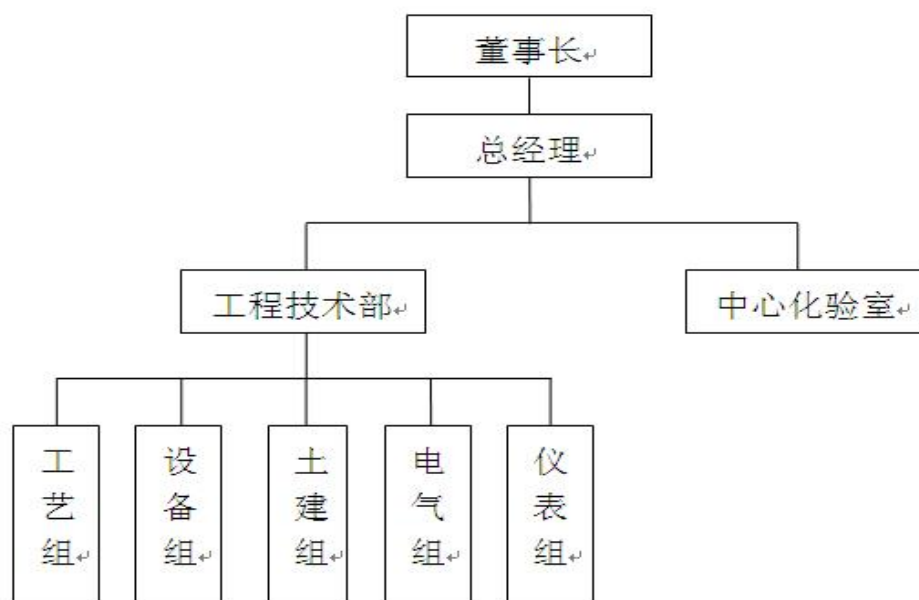 董事长
总经理
工程技术部
中心化验室
工艺组
设备组
土建组
电气组
仪表组